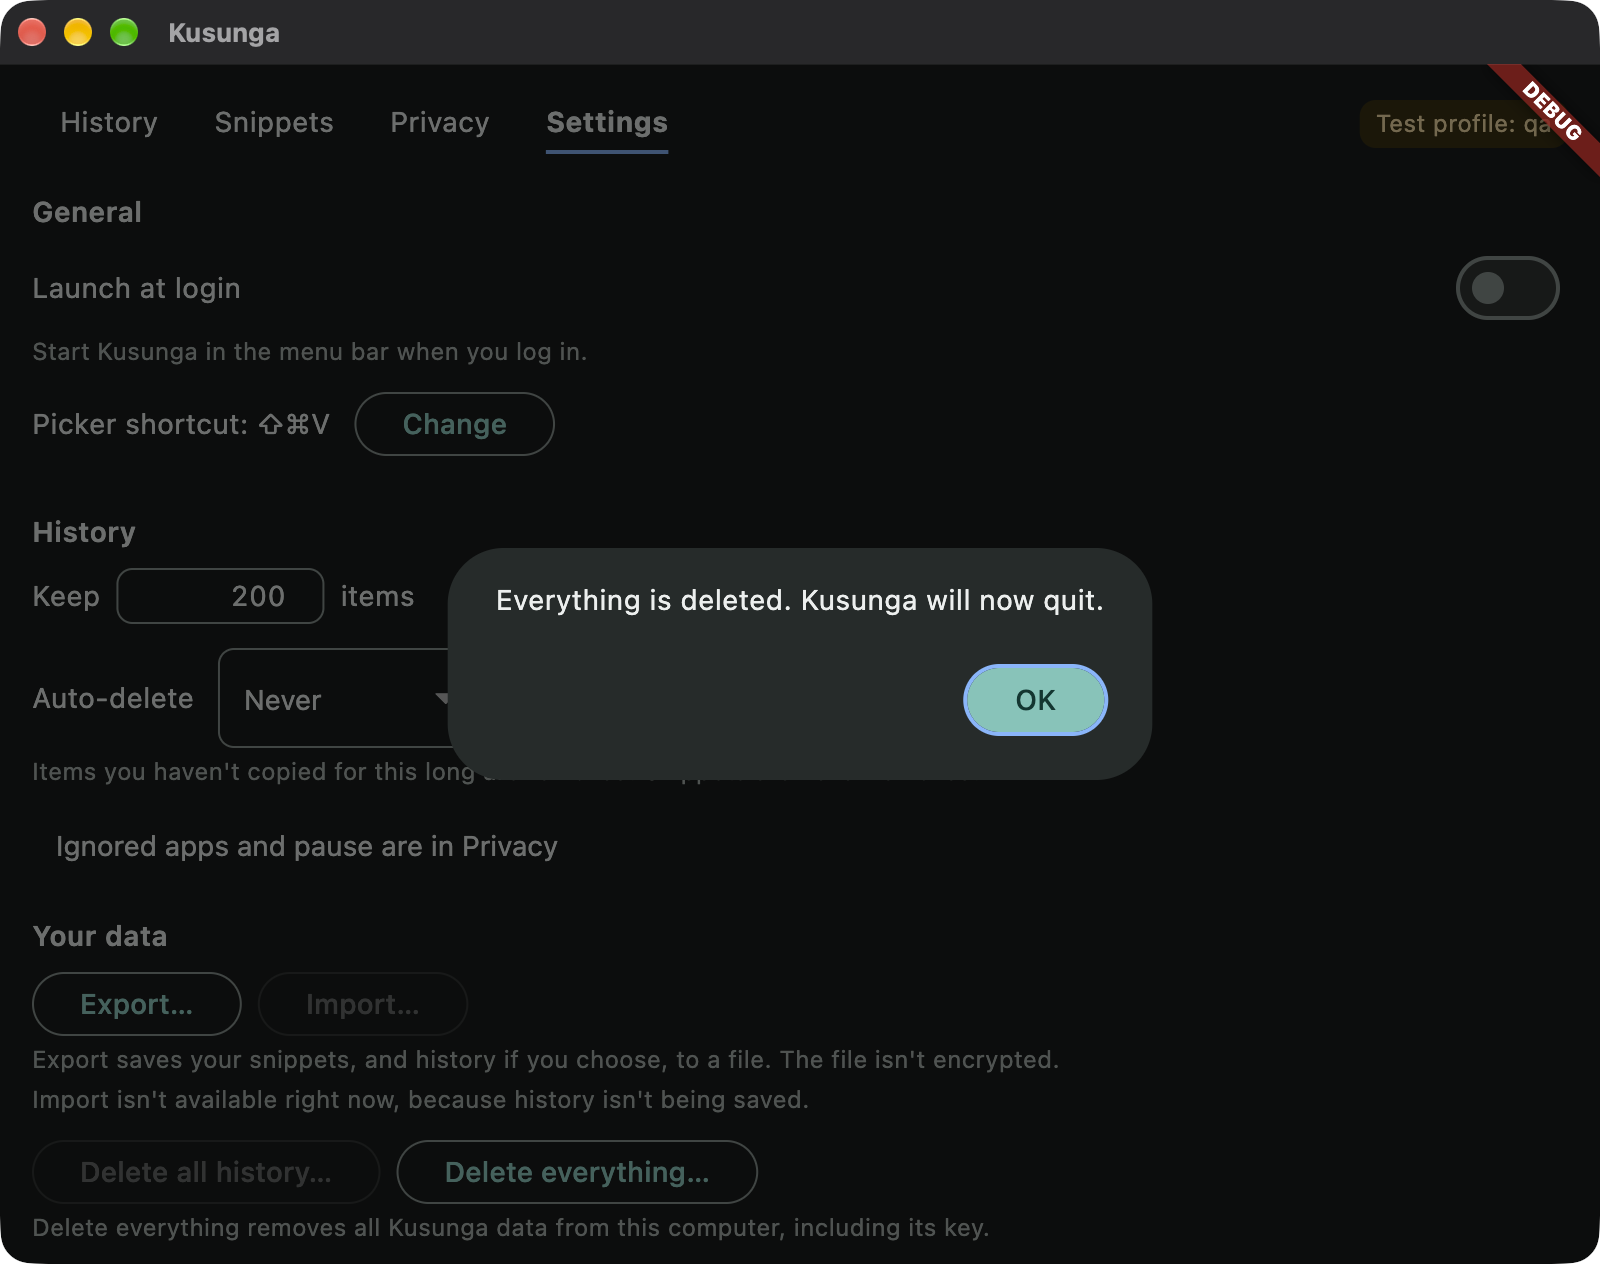 Kusunga
DEBUG
History Snippets Privacy Settings
Test profile: qa
General
Launch at login
Start Kusunga in the menu bar when you log in.
Picker shortcut: ⇧⌘V Change
History
Keep 200 items
Everything is deleted. Kusunga will now quit.
OK
Auto-delete Never
Items you haven't copied for this long
Ignored apps and pause are in Privacy
Your data
Export... Import...
Export saves your snippets, and history if you choose, to a file. The file isn't encrypted.
Import isn't available right now, because history isn't being saved.
Delete all history... Delete everything...
Delete everything removes all Kusunga data from this computer, including its key.